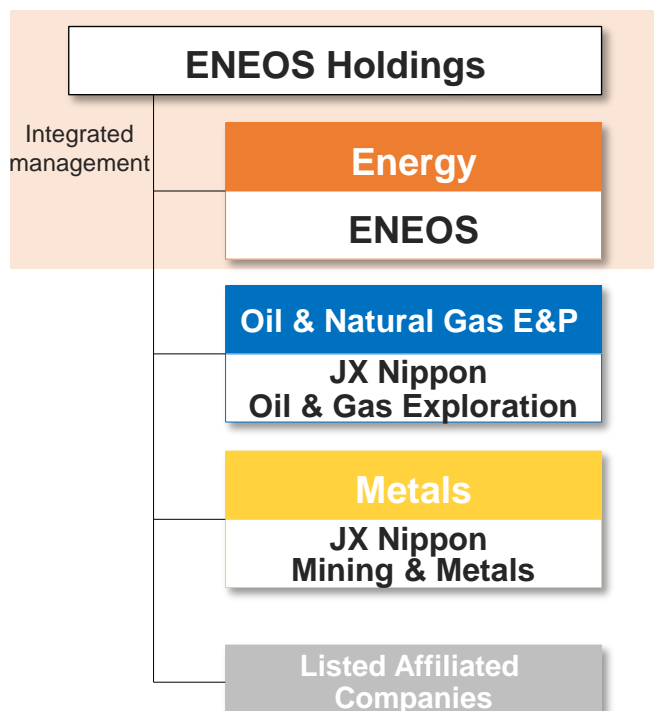 ENEOS Holdings
Integrated
management
Energy
ENEOS
Oil & Natural Gas E&P
JX Nippon
Oil & Gas Exploration
Metals
JX Nippon
Mining & Metals
Listed Affiliated
Companies